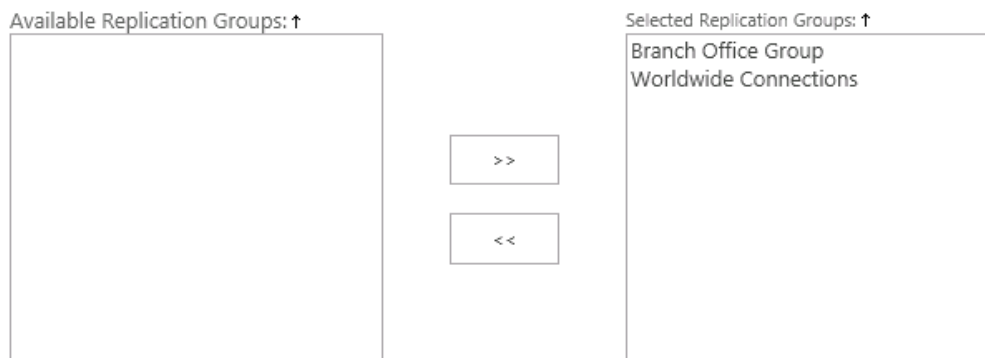 Available Replication Groups: ↑
Selected Replication Groups: ↑
Branch Office Group
Worldwide Connections
>>
<<